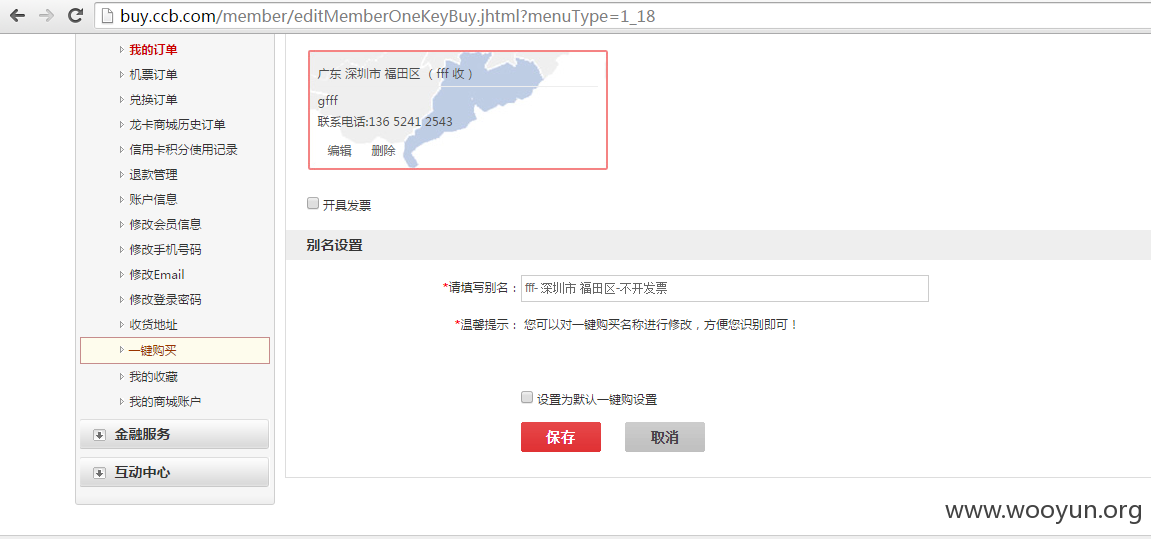 buy.ccb.com/member/editMemberOneKeyBuy.jhtml?menuType=1_18
我的订单
机票订单
兑换订单
龙卡商城历史订单
信用卡积分使用记录
退款管理
账户信息
修改会员信息
修改手机号码
修改Email
修改登录密码
收货地址
一键购买
我的收藏
我的商城账户
金融服务
互动中心
广东 深圳市 福田区 （ fff 收 ）
gfff
联系电话:136 5241 2543
编辑 删除
开具发票
别名设置
*请填写别名： fff- 深圳市 福田区-不开发票
*温馨提示： 您可以对一键购买名称进行修改，方便您识别即可！
设置为默认一键购设置
保存 取消
www.wooyun.org